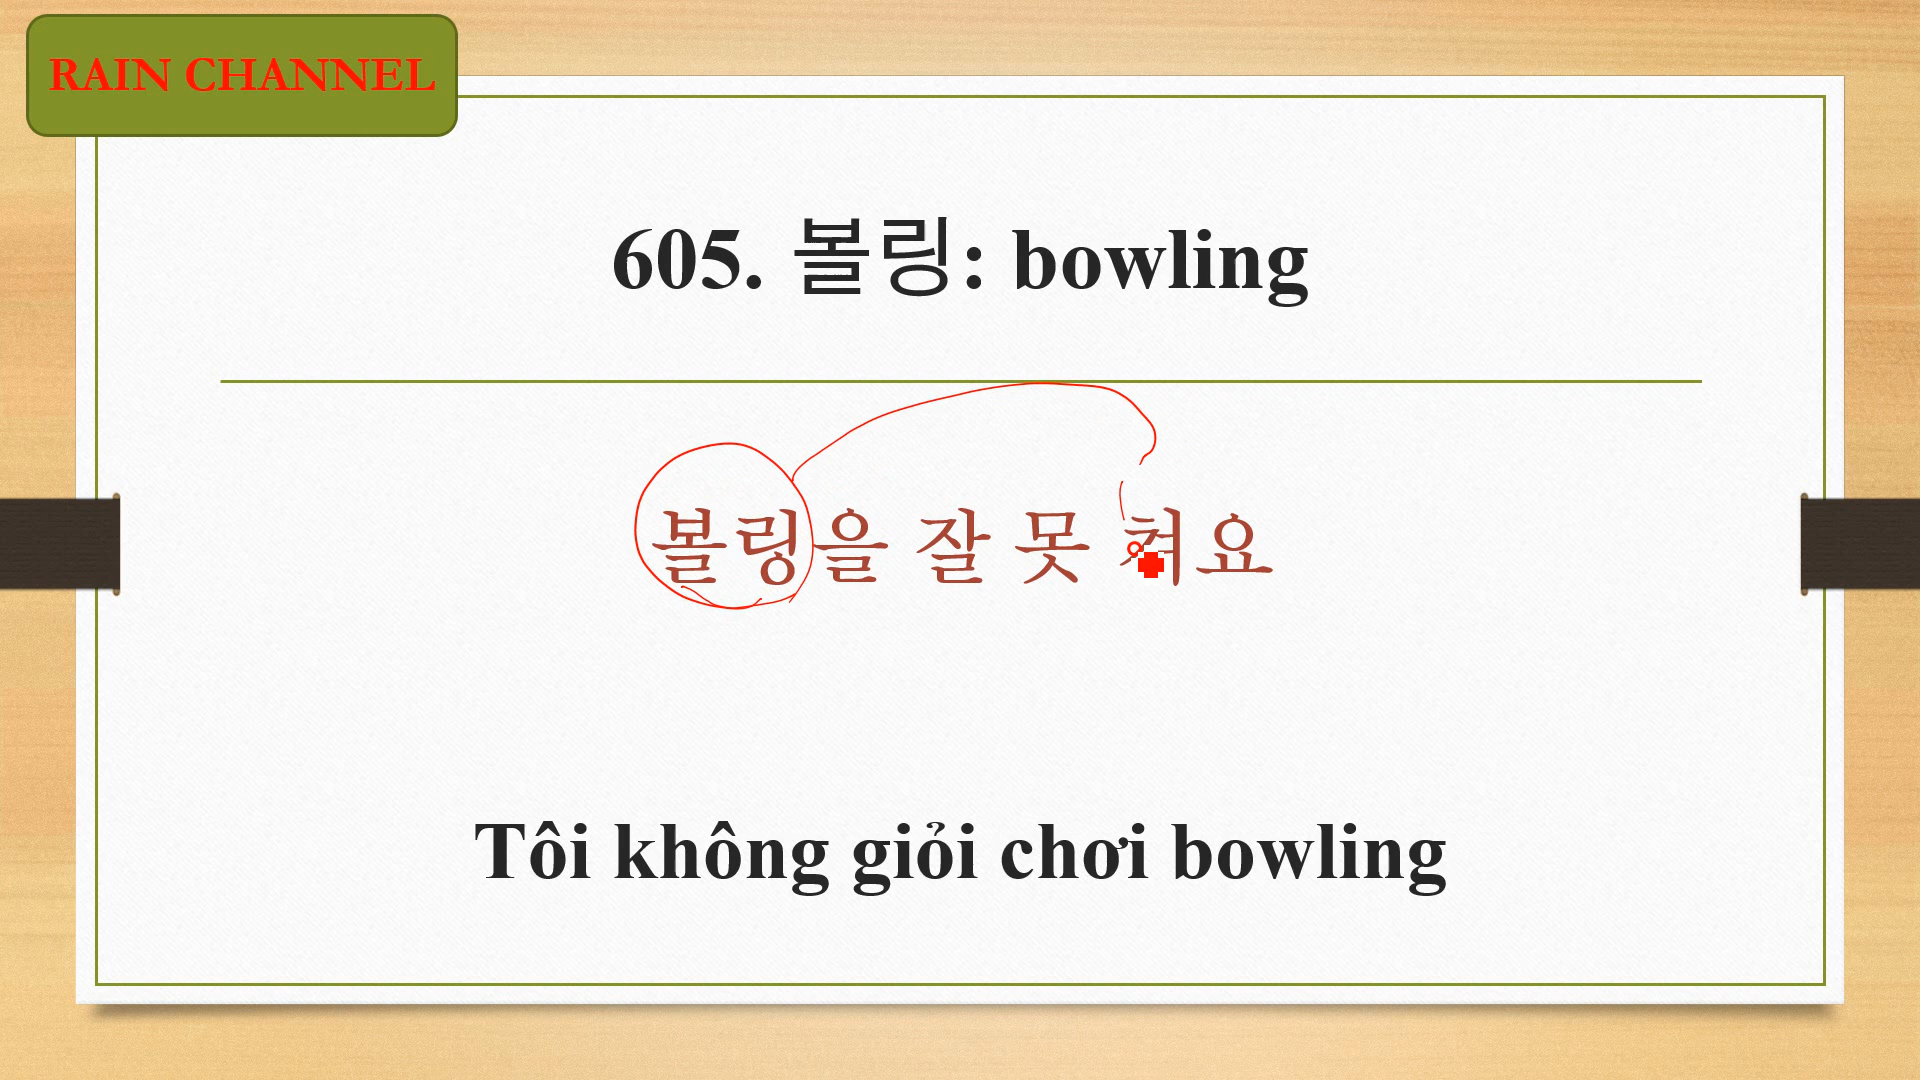 RAIN CHANNEL
605. 볼링: bowling
볼링을 잘 못 쳐요
Tôi không giỏi chơi bowling